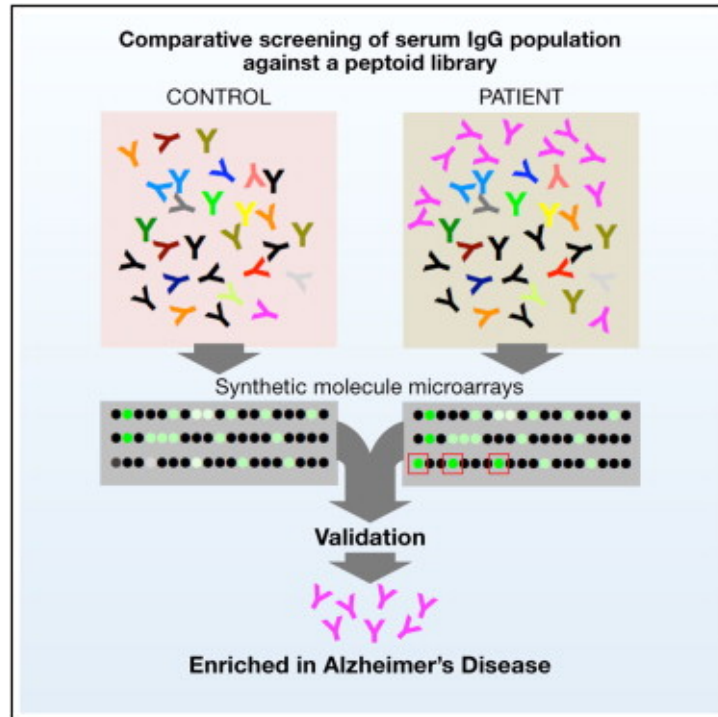 Comparative screening of serum IgG population
against a peptoid library
CONTROL
PATIENT
Synthetic molecule microarrays
Validation
Enriched in Alzheimer's Disease